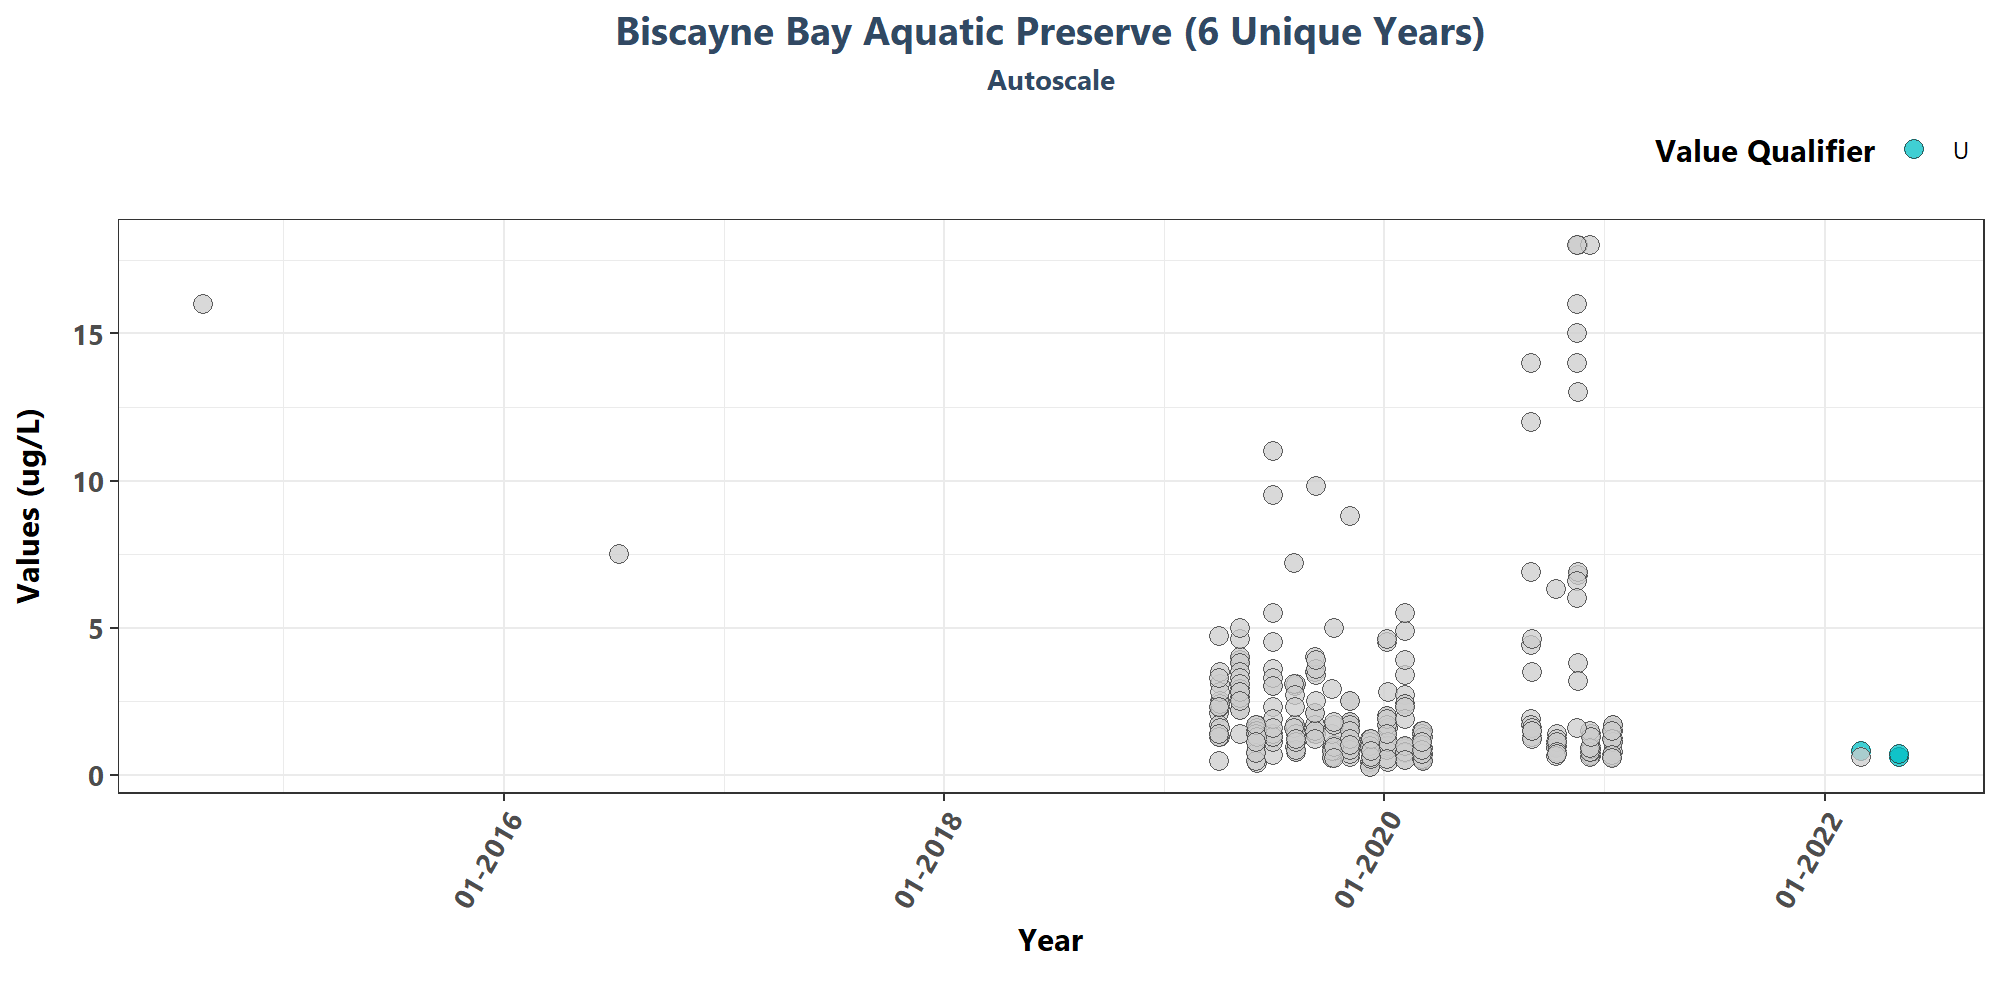 Biscayne Bay Aquatic Preserve (6 Unique Years)
Autoscale
Value Qualifier U
Values (ug/L)
15
10
5
0
01-2016
01-2018
01-2020
01-2022
Year